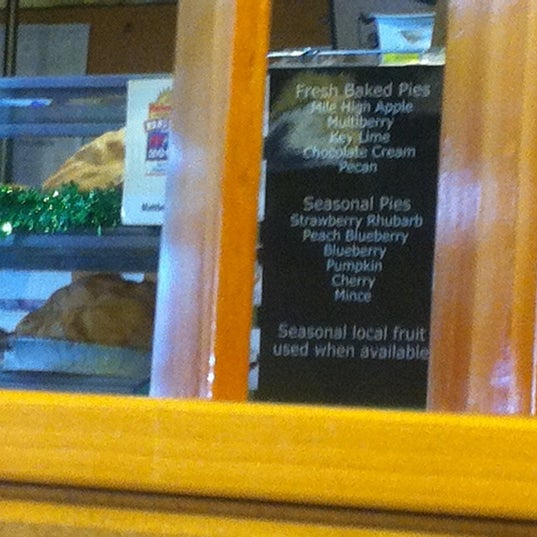 Fresh Baked Pies
Mile High Apple
Multiberry
Key Lime
Chocolate Cream
Pecan
Seasonal Pies
Strawberry Rhubarb
Peach Blueberry
Blueberry
Pumpkin
Cherry
Mince
Seasonal local fruit
used when available